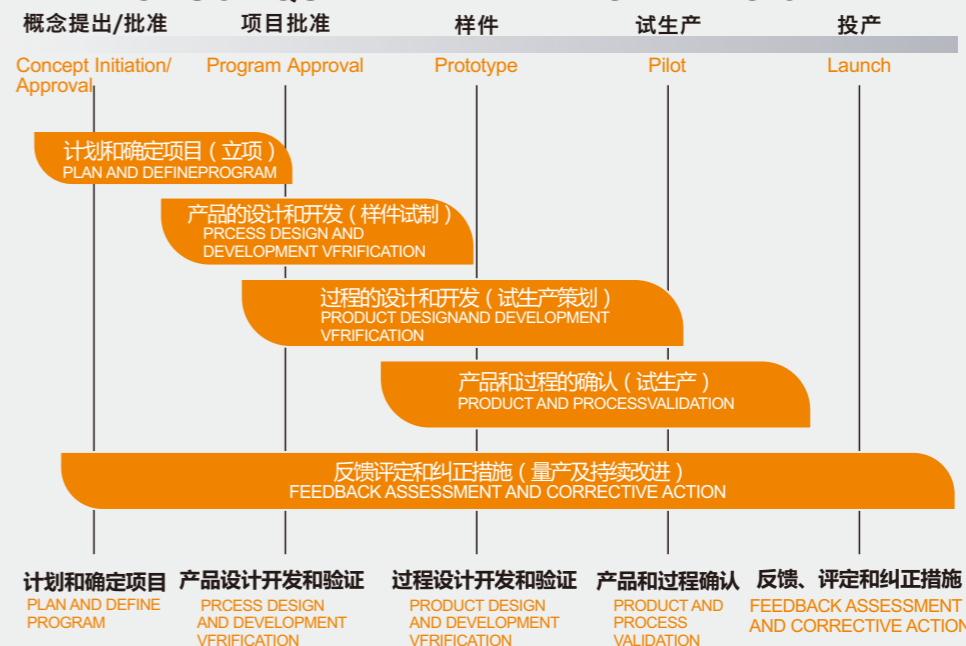 概念提出/批准
项目批准
样件
试生产
投产
Concept Initiation/
Approval
Program Approval
Prototype
Pilot
Launch
计划和确定项目（立项）
PLAN AND DEFINEPROGRAM
产品的设计和开发（样件试制）
PRCESS DESIGN AND
DEVELOPMENT VFRIFICATION
过程的设计和开发（试生产策划）
PRODUCT DESIGNAND DEVELOPMENT
VFRIFICATION
产品和过程的确认（试生产）
PRODUCT AND PROCESSVALIDATION
反馈评定和纠正措施（量产及持续改进）
FEEDBACK ASSESSMENT AND CORRECTIVE ACTION
计划和确定项目
PLAN AND DEFINE
PROGRAM
产品设计开发和验证
PRCESS DESIGN
AND DEVELOPMENT
VFRIFICATION
过程设计开发和验证
PRODUCT DESIGN
AND DEVELOPMENT
VFRIFICATION
产品和过程确认
PRODUCT AND
PROCESS
VALIDATION
反馈、评定和纠正措施
FEEDBACK ASSESSMENT
AND CORRECTIVE ACTION